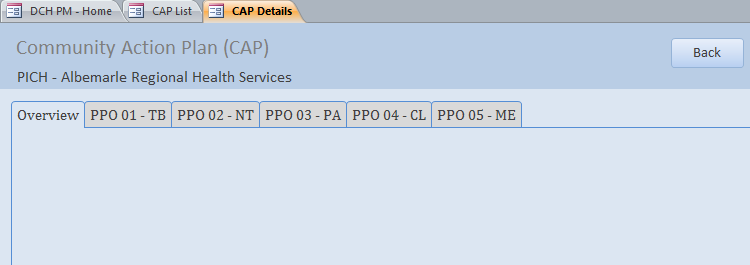 DCH PM - Home CAP List CAP Details
Community Action Plan (CAP)
Back
PICH - Albemarle Regional Health Services
Overview PPO 01 - TB PPO 02 - NT PPO 03 - PA PPO 04 - CL PPO 05 - ME